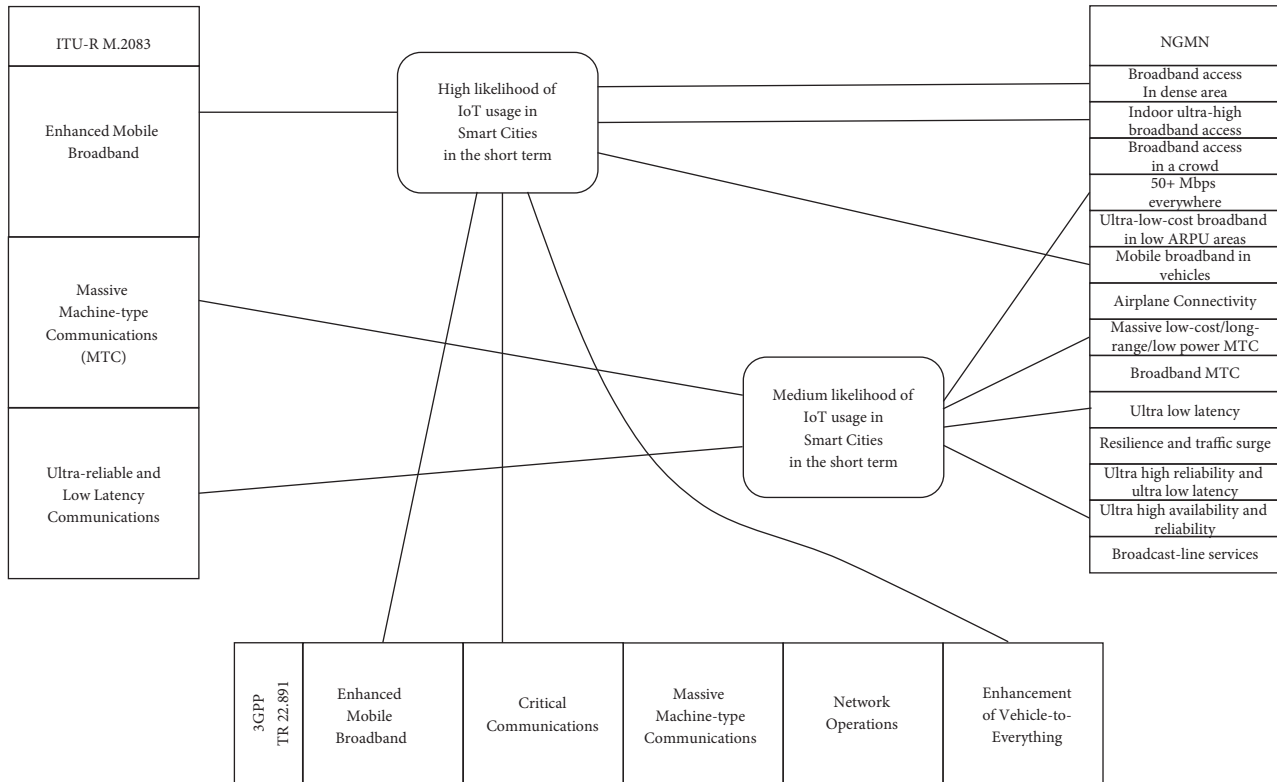 ITU-R M.2083
Enhanced Mobile
Broadband
Massive
Machine-type
Communications
(MTC)
Ultra-reliable and
Low Latency
Communications
High likelihood of
IoT usage in
Smart Cities
in the short term
Medium likelihood of
IoT usage in
Smart Cities
in the short term
NGMN
Broadband access
In dense area
Indoor ultra-high
broadband access
Broadband access
in a crowd
50+ Mbps
everywhere
Ultra-low-cost broadband
in low ARPU areas
Mobile broadband in
vehicles
Airplane Connectivity
Massive low-cost/long-
range/low power MTC
Broadband MTC
Ultra low latency
Resilience and traffic surge
Ultra high reliability and
ultra low latency
Ultra high availability and
reliability
Broadcast-line services
3GPP
TR 22.891
Enhanced
Mobile
Broadband
Critical
Communications
Massive
Machine-type
Communications
Network
Operations
Enhancement
of Vehicle-to-
Everything